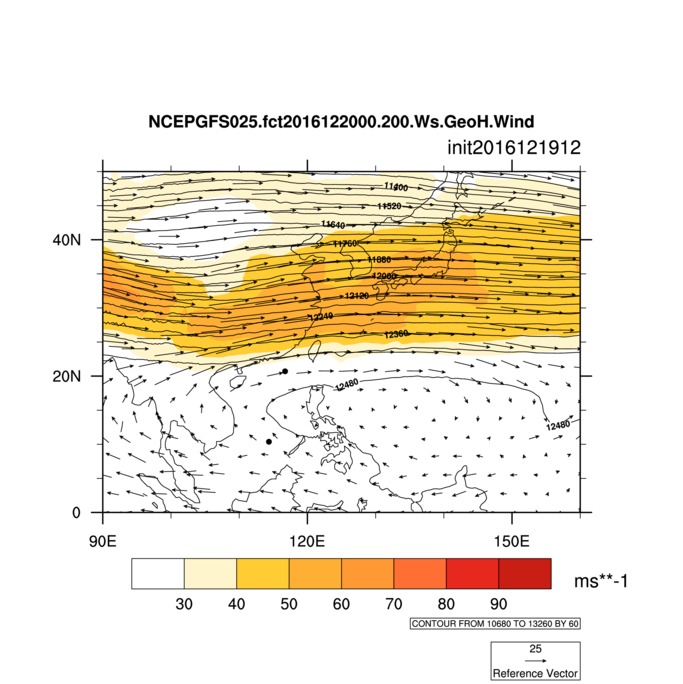 NCEPGFS025.fct2016122000.200.Ws.GeoH.Wind
init2016121912
11400
11520
11640
11760
40N
11880
12000
12120
12240
12360
20N
12480
12480
0
90E 120E 150E
30 40 50 60 70 80 90
ms**-1
CONTOUR FROM 10680 TO 13260 BY 60
25
Reference Vector